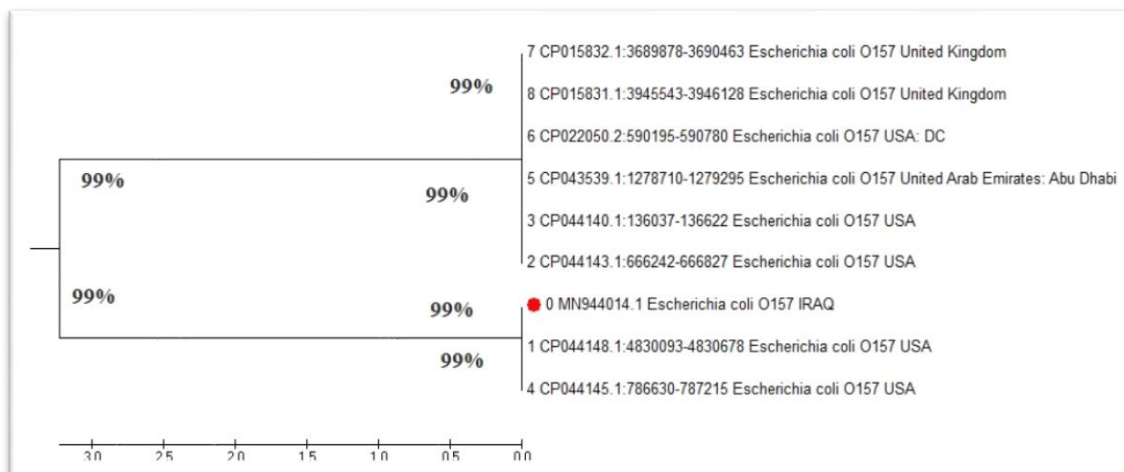 7 CP015832.1:3689878-3690463 Escherichia coli O157 United Kingdom
99%
8 CP015831.1:3945543-3946128 Escherichia coli O157 United Kingdom
6 CP022050.2:590195-590780 Escherichia coli O157 USA: DC
99%
99%
5 CP043539.1:1278710-1279295 Escherichia coli O157 United Arab Emirates: Abu Dhabi
3 CP044140.1:136037-136622 Escherichia coli O157 USA
2 CP044143.1:666242-666827 Escherichia coli O157 USA
99%
99%
0 MN944014.1 Escherichia coli O157 IRAQ
1 CP044148.1:4830093-4830678 Escherichia coli O157 USA
99%
4 CP044145.1:786630-787215 Escherichia coli O157 USA
3.0 2.5 2.0 1.5 1.0 0.5 0.0